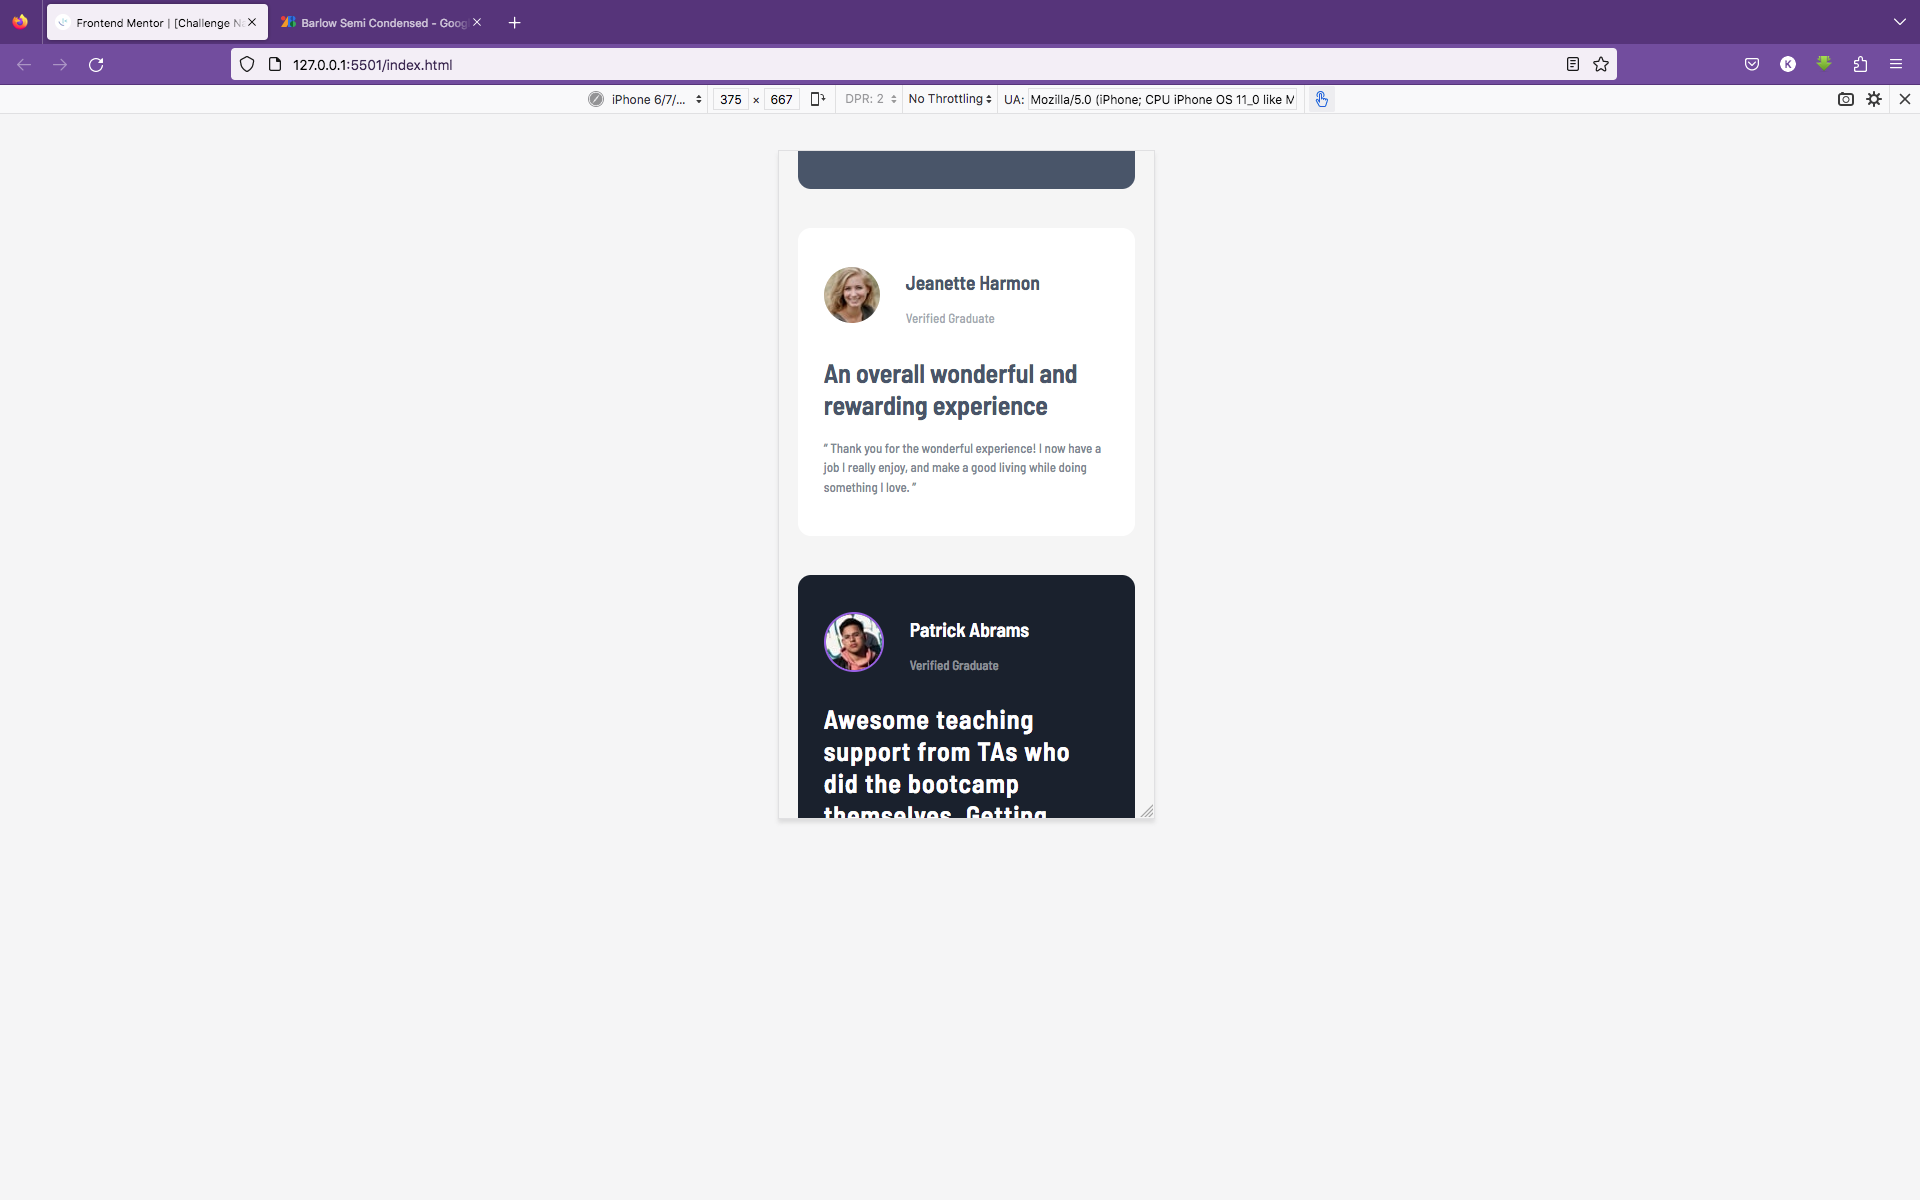 Frontend Mentor | [Challenge N
Barlow Semi Condensed - Goog
127.0.0.1:5501/index.html
K
iPhone 6/7/... 375 × 667 DPR: 2 No Throttling UA: Mozilla/5.0 (iPhone; CPU iPhone OS 11_0 like M
Jeanette Harmon
Verified Graduate
An overall wonderful and
rewarding experience
“ Thank you for the wonderful experience! I now have a
job I really enjoy, and make a good living while doing
something I love. ”
Patrick Abrams
Verified Graduate
Awesome teaching
support from TAs who
did the bootcamp
themselves. Getting